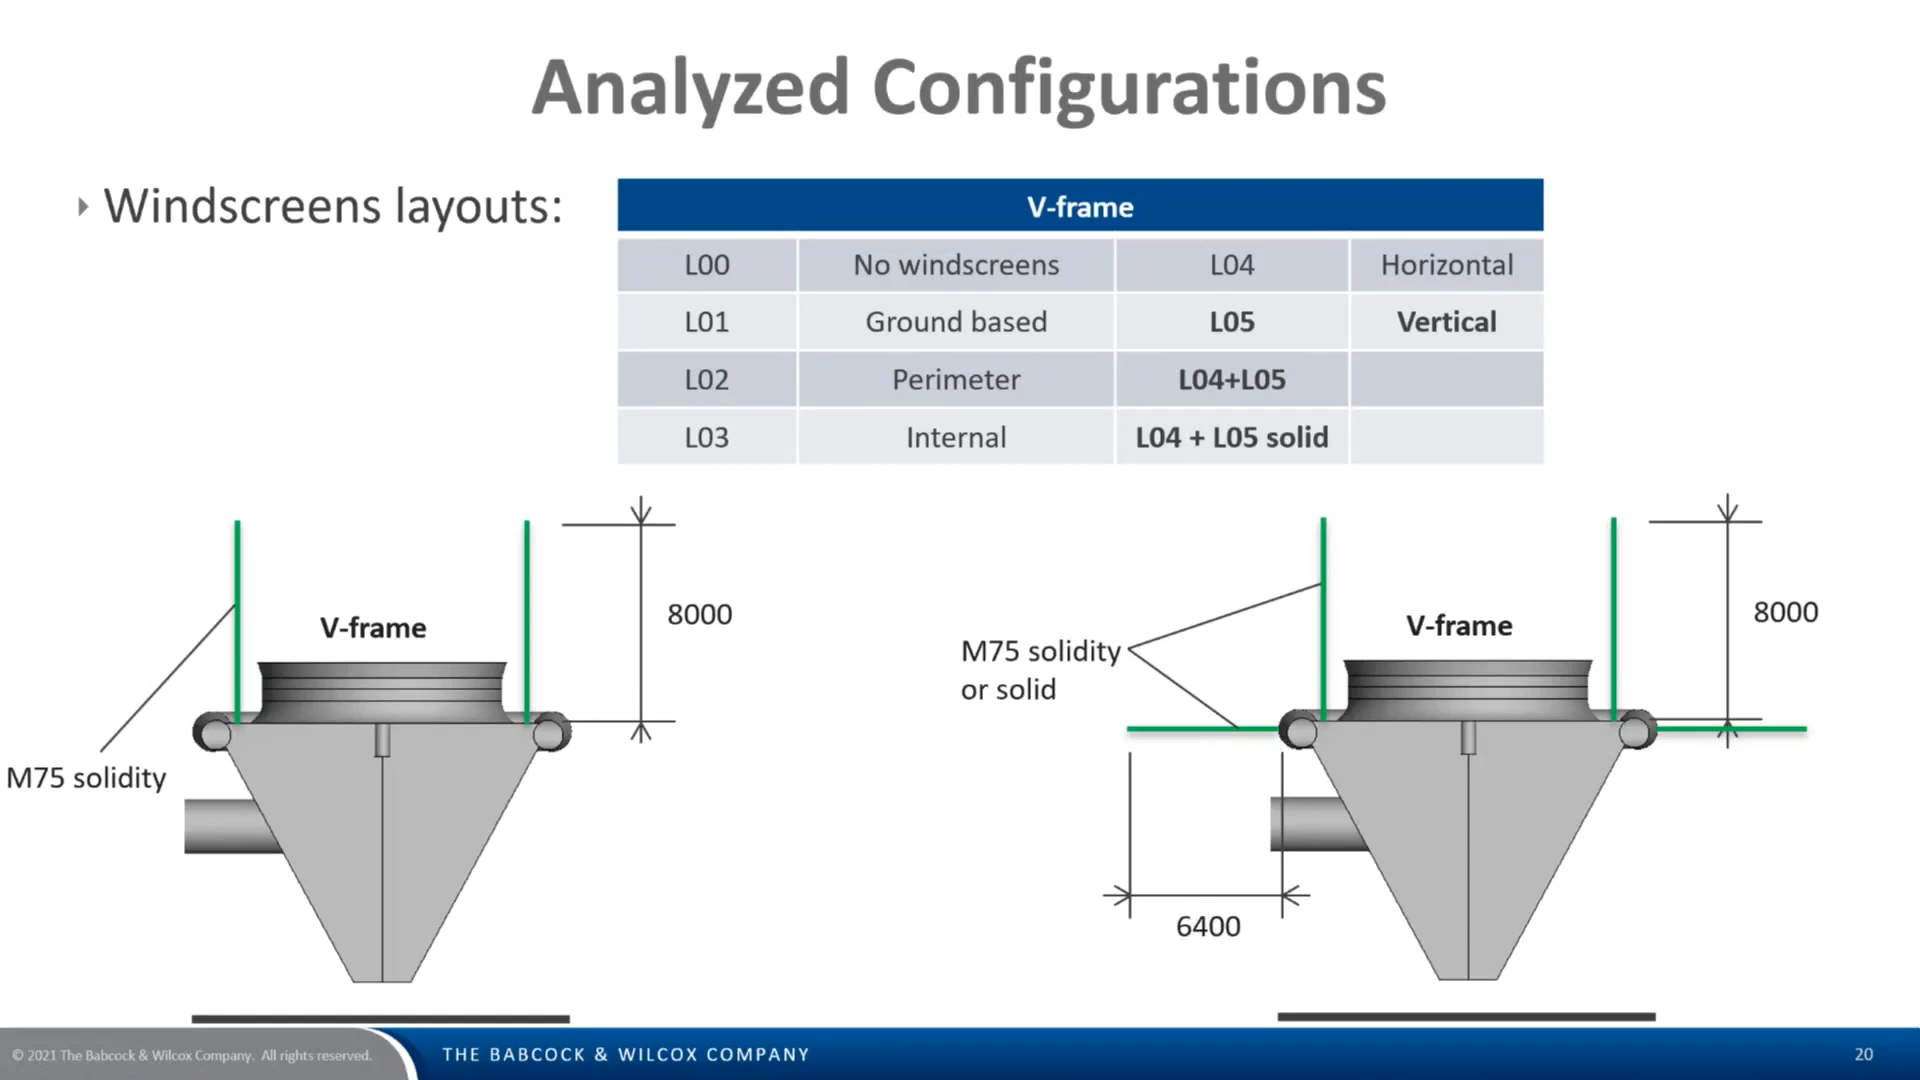 Analyzed Configurations
Windscreens layouts:
V-frame
L00 No windscreens L04 Horizontal
L01 Ground based L05 Vertical
L02 Perimeter L04+L05
L03 Internal L04 + L05 solid
8000
V-frame
M75 solidity
8000
V-frame
M75 solidity
or solid
6400
© 2021 The Babcock & Wilcox Company. All rights reserved.
THE BABCOCK & WILCOX COMPANY
20